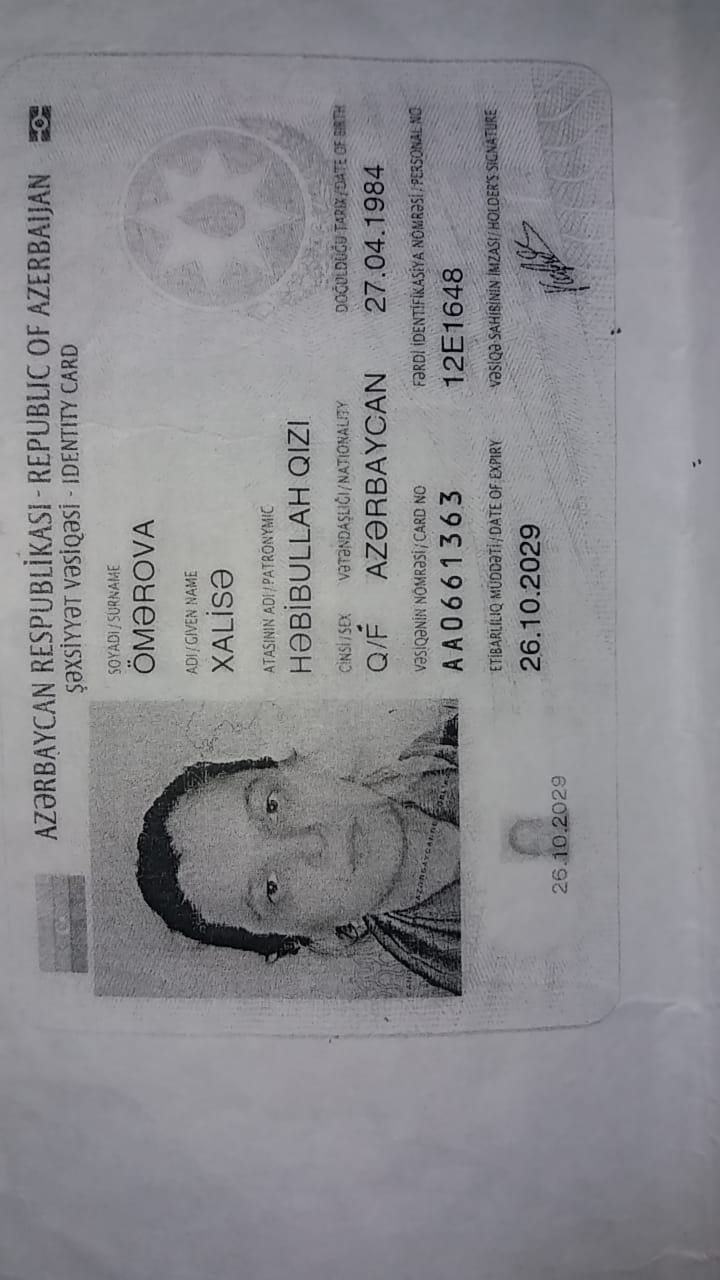 AZƏRBAYCAN RESPUBLİKASI - REPUBLIC OF AZERBAIJAN
ŞƏXSİYYƏT VƏSİQƏSİ - IDENTITY CARD
SOYADI/SURNAME
ÖMƏROVA
ADI/GIVEN NAME
XALİSƏ
ATASININ ADI/PATRONYMIC
HƏBİBULLAH QIZI
CİNSİ/SEX VƏTƏNDAŞLIĞI/NATIONALITY DOĞULDUĞU TARİX/DATE OF BIRTH
Q/F AZƏRBAYCAN 27.04.1984
VƏSİQƏNİN NÖMRƏSİ/CARD NO FƏRDİ İDENTİFİKASİYA NÖMRƏSİ/PERSONAL NO
AA0661363 12E1648
ETİBARLILIQ MÜDDƏTİ/DATE OF EXPIRY VƏSİQƏ SAHİBİNİN İMZASI/HOLDER'S SIGNATURE
26.10.2029
26.10.2029